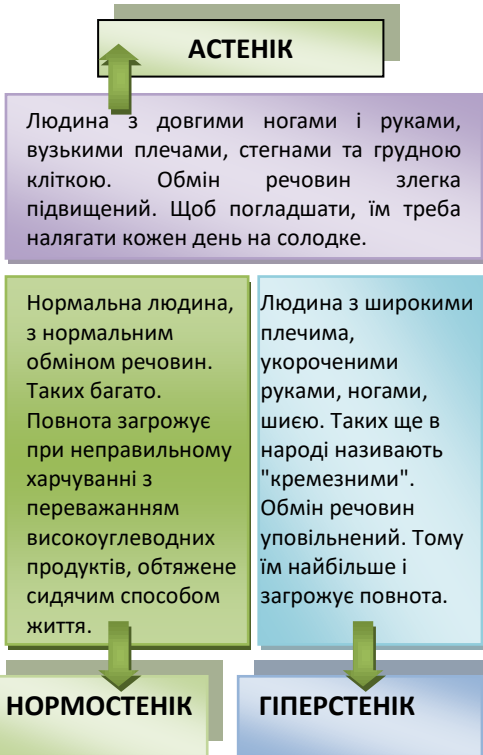 АСТЕНІК
Людина з довгими ногами і руками,
вузькими плечами, стегнами та грудною
кліткою. Обмін речовин злегка
підвищений. Щоб погладшати, їм треба
налягати кожен день на солодке.
Нормальна людина,
з нормальним
обміном речовин.
Таких багато.
Повнота загрожує
при неправильному
харчуванні з
переважанням
високоуглеводних
продуктів, обтяжене
сидячим способом
життя.
Людина з широкими
плечима,
укороченими
руками, ногами,
шиєю. Таких ще в
народі називають
"кремезними".
Обмін речовин
уповільнений. Тому
їм найбільше і
загрожує повнота.
НОРМОСТЕНІК
ГІПЕРСТЕНІК